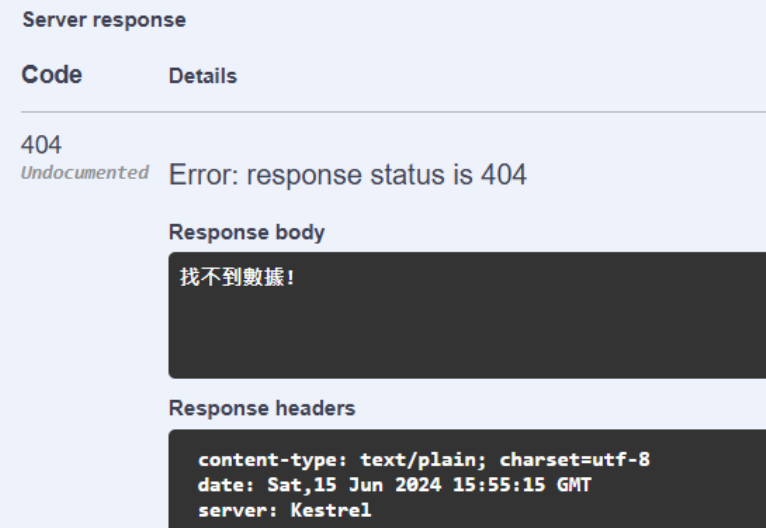 Server response
Code Details
404
Undocumented
Error: response status is 404
Response body
找不到數據!
Response headers
content-type: text/plain; charset=utf-8
date: Sat,15 Jun 2024 15:55:15 GMT
server: Kestrel